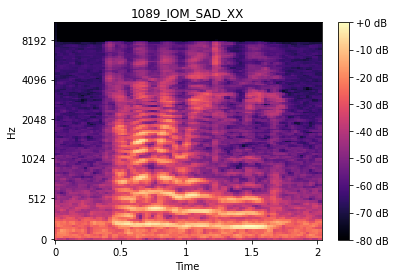 1089_IOM_SAD_XX
+0 dB
8192
-10 dB
4096
-20 dB
-30 dB
2048
Hz
-40 dB
1024
-50 dB
512
-60 dB
-70 dB
0
-80 dB
0
0.5
1
1.5
2
Time